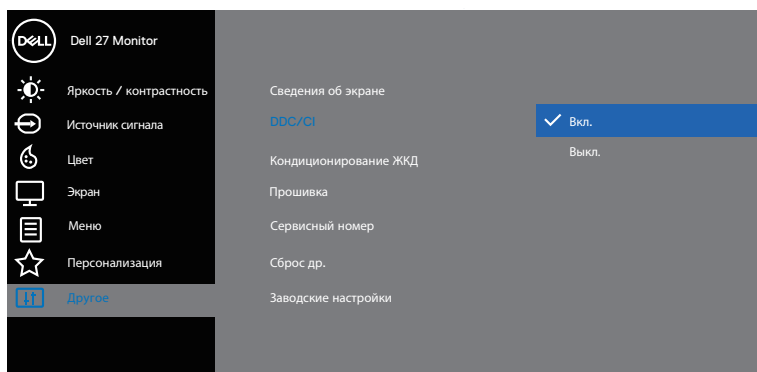 DELL
Dell 27 Monitor
Яркость / контрастность
Источник сигнала
Цвет
Экран
Меню
Персонализация
Другое
Сведения об экране
DDC/CI
Кондиционирование ЖКД
Прошивка
Сервисный номер
Сброс др.
Заводские настройки
Вкл.
Выкл.